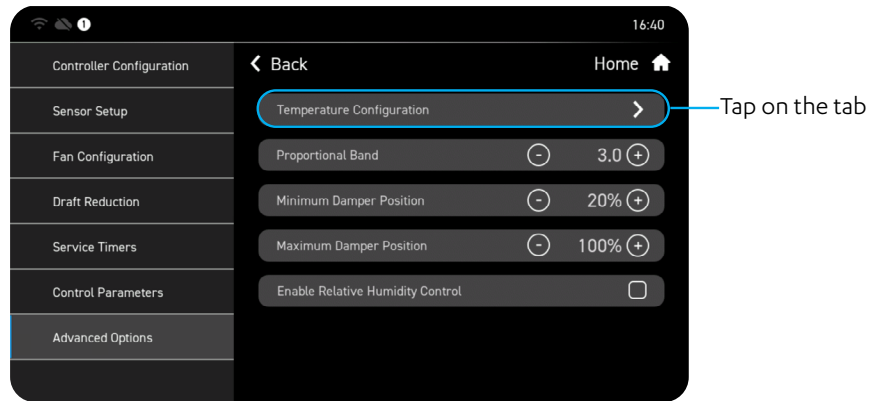 1
16:40
Controller Configuration
Sensor Setup
Fan Configuration
Draft Reduction
Service Timers
Control Parameters
Advanced Options
Back
Home
Temperature Configuration
Tap on the tab
Proportional Band - 3.0 +
Minimum Damper Position - 20% +
Maximum Damper Position - 100% +
Enable Relative Humidity Control